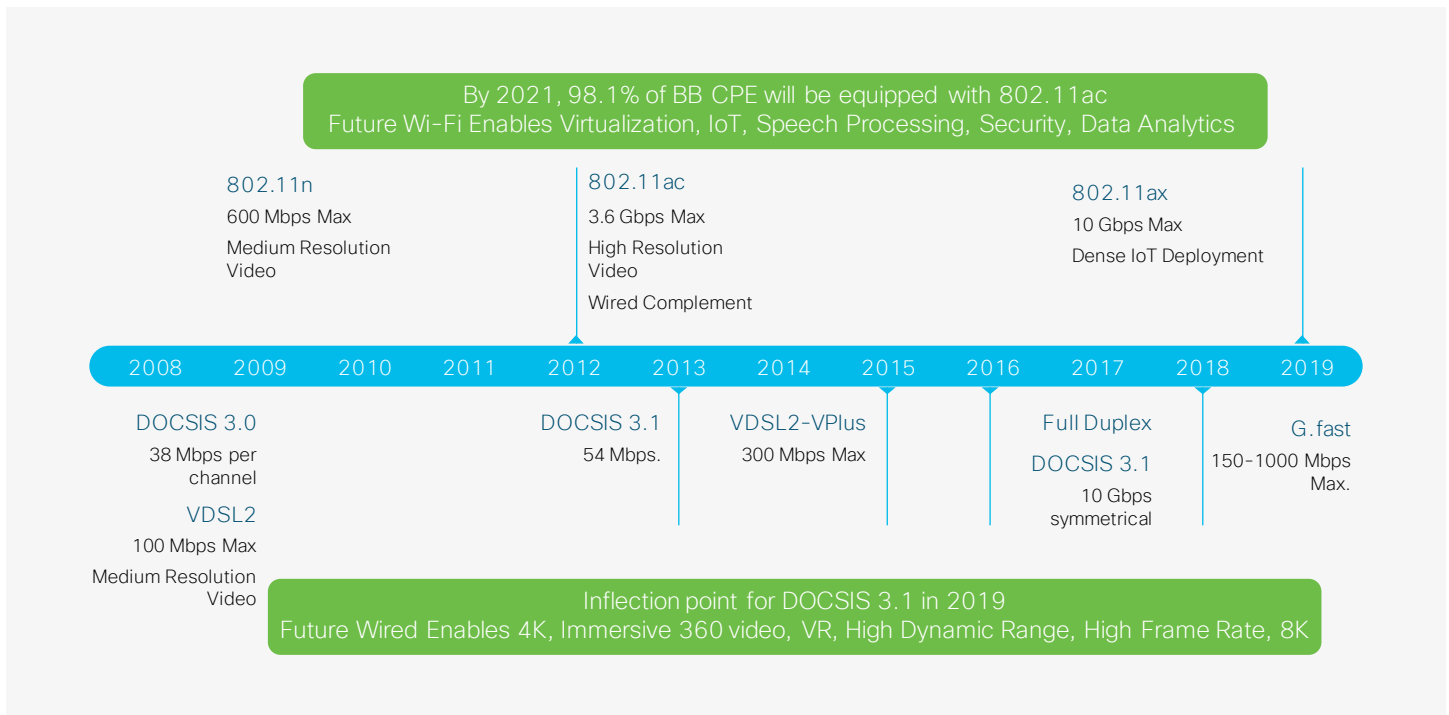 By 2021, 98.1% of BB CPE will be equipped with 802.11ac
Future Wi-Fi Enables Virtualization, IoT, Speech Processing, Security, Data Analytics
802.11n
600 Mbps Max
Medium Resolution
Video
802.11ac
3.6 Gbps Max
High Resolution
Video
Wired Complement
802.11ax
10 Gbps Max
Dense IoT Deployment
2008 2009 2010 2011 2012 2013 2014 2015 2016 2017 2018 2019
DOCSIS 3.0
38 Mbps per
channel
VDSL2
100 Mbps Max
Medium Resolution
Video
DOCSIS 3.1
54 Mbps.
VDSL2-VPlus
300 Mbps Max
Full Duplex
DOCSIS 3.1
10 Gbps
symmetrical
G.fast
150-1000 Mbps
Max.
Inflection point for DOCSIS 3.1 in 2019
Future Wired Enables 4K, Immersive 360 video, VR, High Dynamic Range, High Frame Rate, 8K